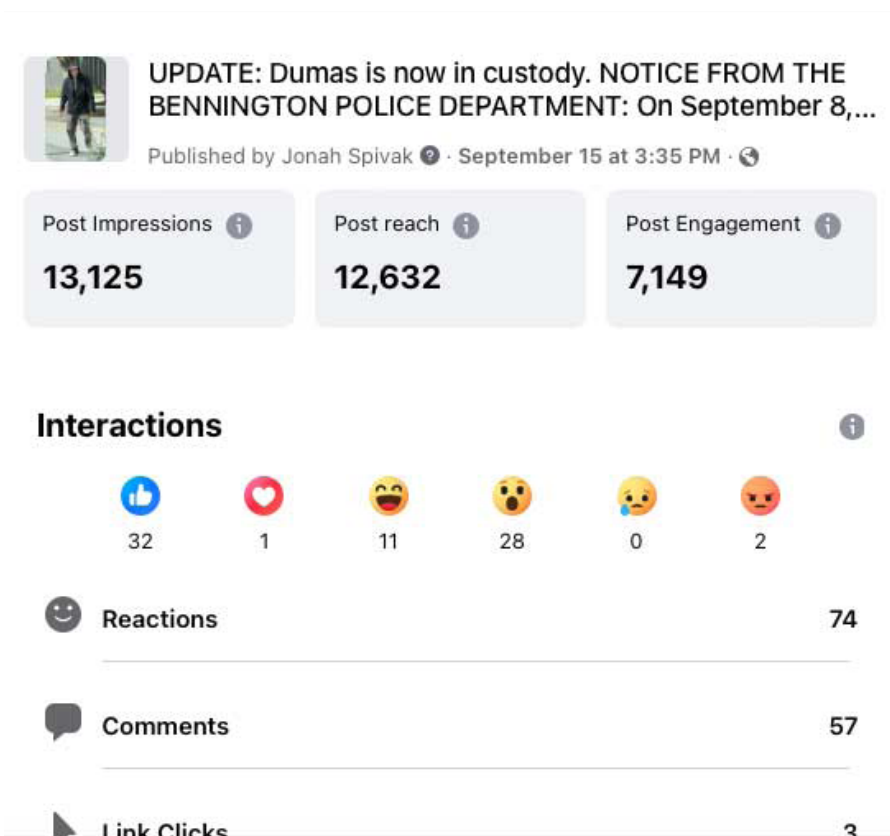 UPDATE: Dumas is now in custody. NOTICE FROM THE
BENNINGTON POLICE DEPARTMENT: On September 8,...
Published by Jonah Spivak · September 15 at 3:35 PM ·
Post Impressions
Post reach
Post Engagement
13,125
12,632
7,149
Interactions
32 1 11 28 0 2
Reactions 74
Comments 57
Link Clicks 3